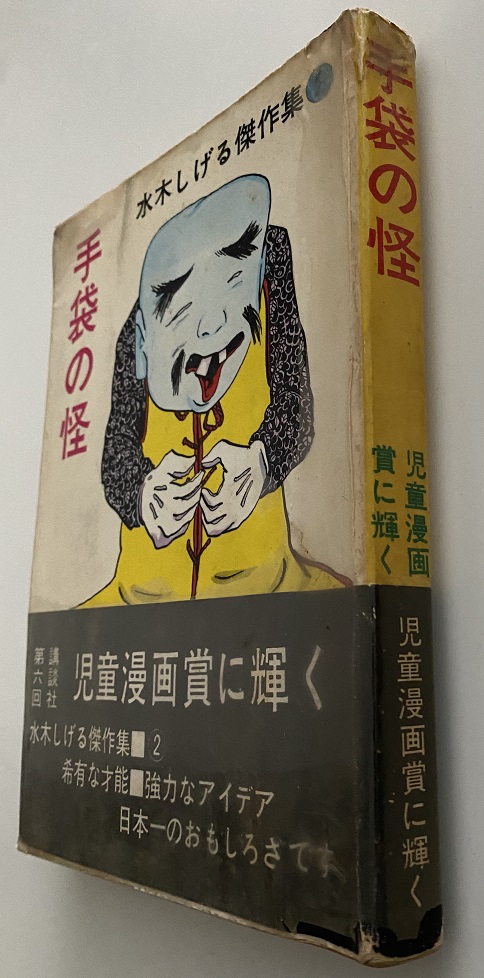 水木しげる傑作集
手袋の怪
講談社
第六回
児童漫画賞に輝く
水木しげる傑作集■②
希有な才能■強力なアイデア
日本一のおもしろさです
手袋の怪
児童漫画
賞に輝く
児童漫画賞に輝く